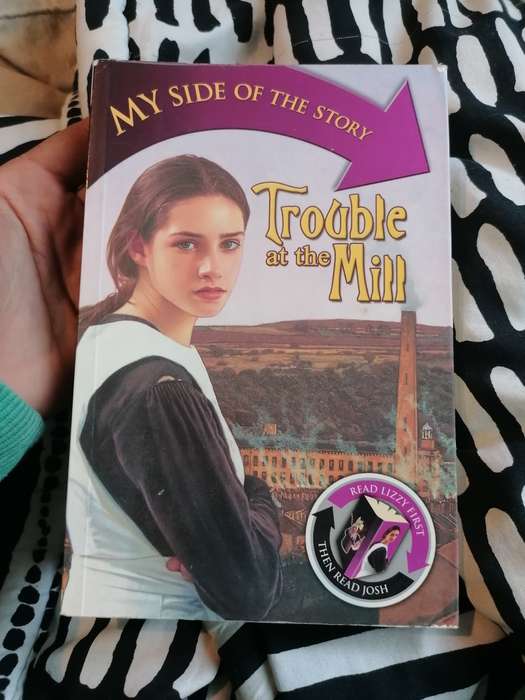 MY SIDE OF THE STORY
Trouble
at the
Mill
READ LIZZY FIRST
THEN READ JOSH